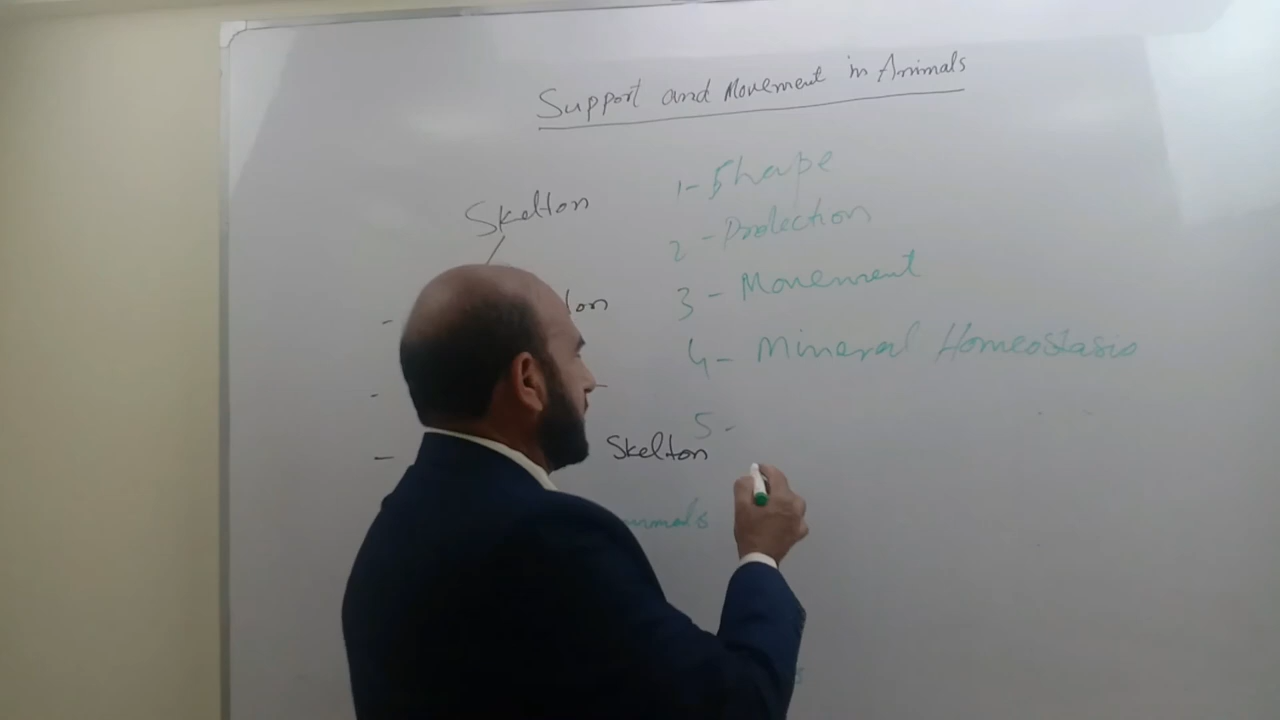 Support and Movement in Animals
Skelton
1- Shape
2 - Protection
3 - Movement
4 - Mineral Homeostasis
5 -
Skelton